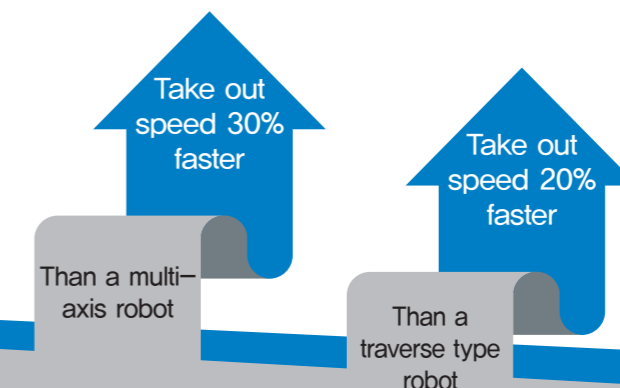 Take out
speed 30%
faster
Than a multi-
axis robot
Take out
speed 20%
faster
Than a
traverse type
robot